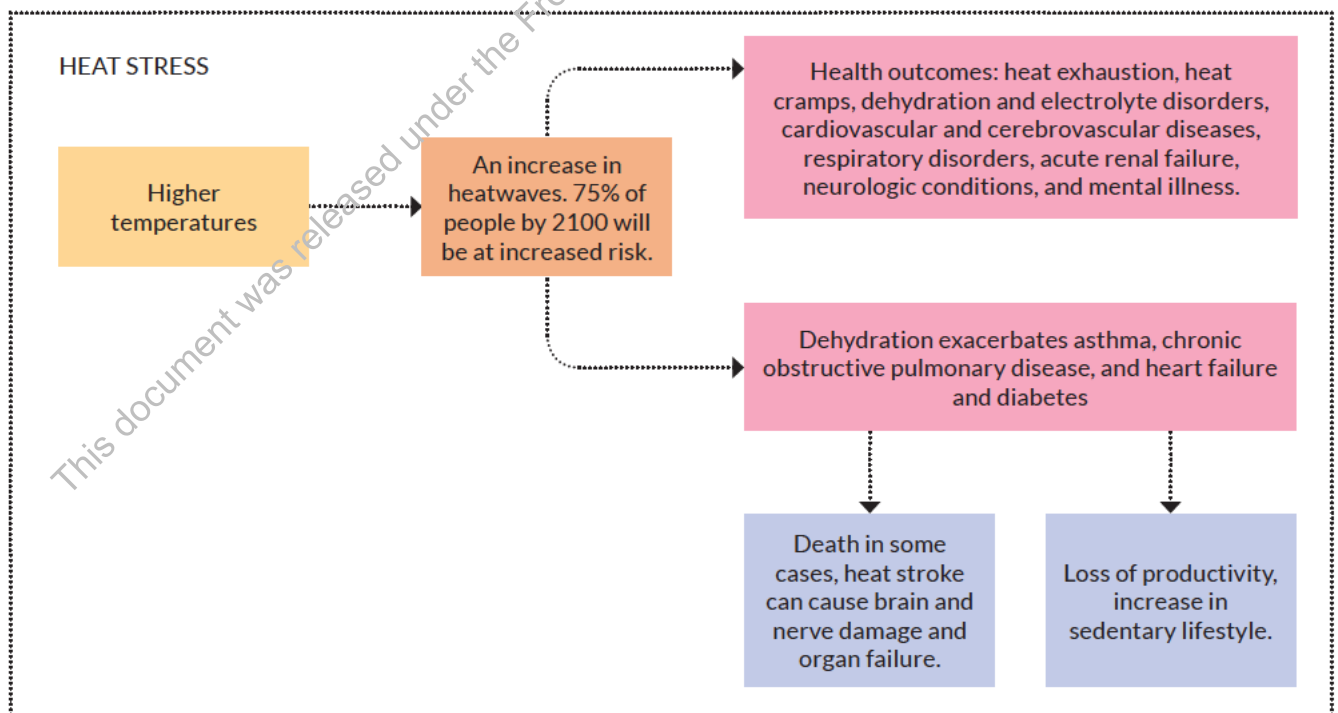 HEAT STRESS
Higher
temperatures
An increase in
heatwaves. 75% of
people by 2100 will
be at increased risk.
Health outcomes: heat exhaustion, heat
cramps, dehydration and electrolyte disorders,
cardiovascular and cerebrovascular diseases,
respiratory disorders, acute renal failure,
neurologic conditions, and mental illness.
Dehydration exacerbates asthma, chronic
obstructive pulmonary disease, and heart failure
and diabetes
Death in some
cases, heat stroke
can cause brain and
nerve damage and
organ failure.
Loss of productivity,
increase in
sedentary lifestyle.
This document was released under the